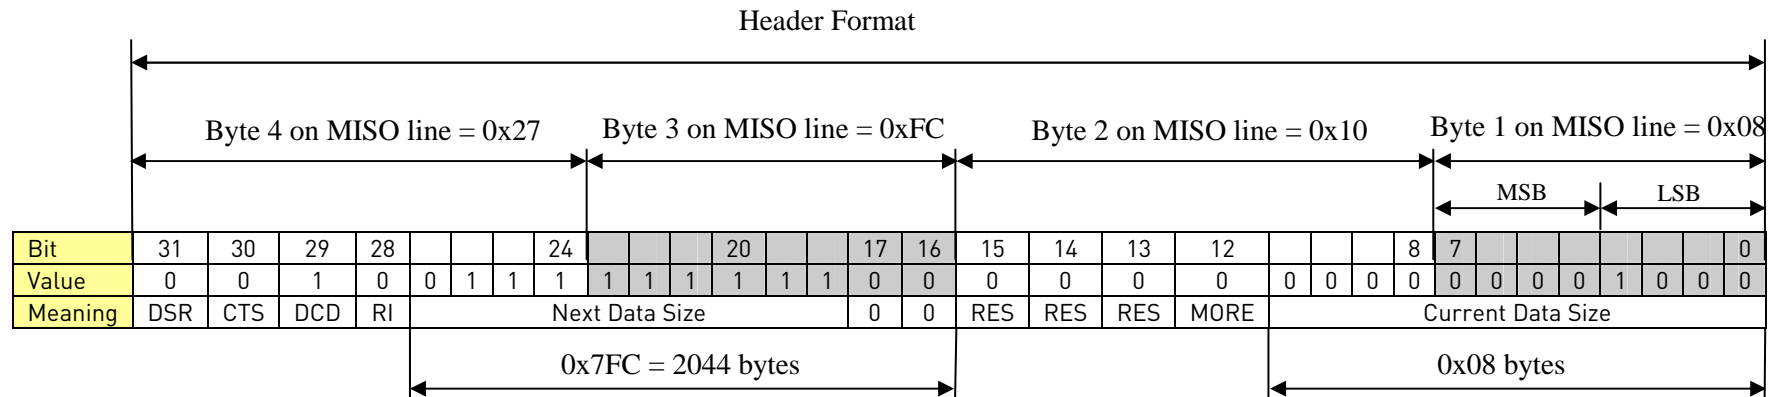 Header Format
Byte 4 on MISO line = 0x27 Byte 3 on MISO line = 0xFC Byte 2 on MISO line = 0x10 Byte 1 on MISO line = 0x08
MSB LSB
Bit 31 30 29 28 24 20 17 16 15 14 13 12 8 7 0
Value 0 0 1 0 0 1 1 1 1 1 1 1 1 1 0 0 0 0 0 0 0 0 0 0 0 0 0 0 1 0 0 0
Meaning DSR CTS DCD RI Next Data Size 0 0 RES RES RES MORE Current Data Size
0x7FC = 2044 bytes 0x08 bytes